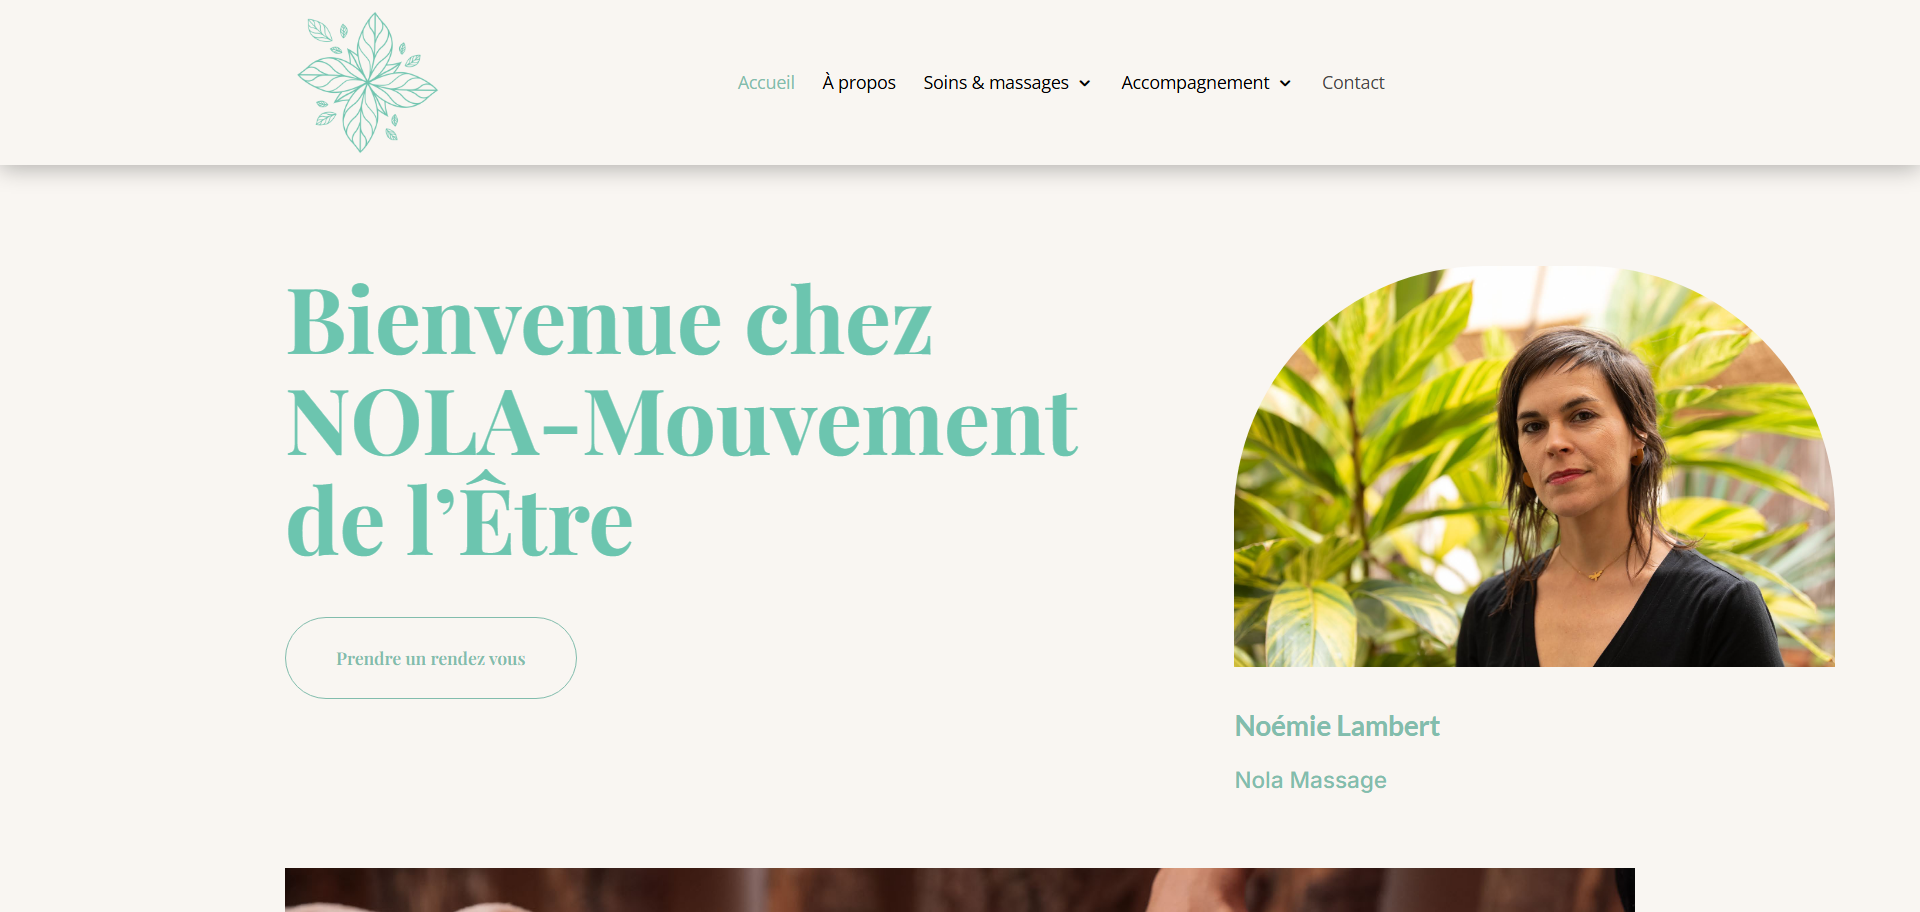 Accueil À propos Soins & massages Accompagnement Contact
Bienvenue chez
NOLA-Mouvement
de l’Être
Prendre un rendez vous
Noémie Lambert
Nola Massage